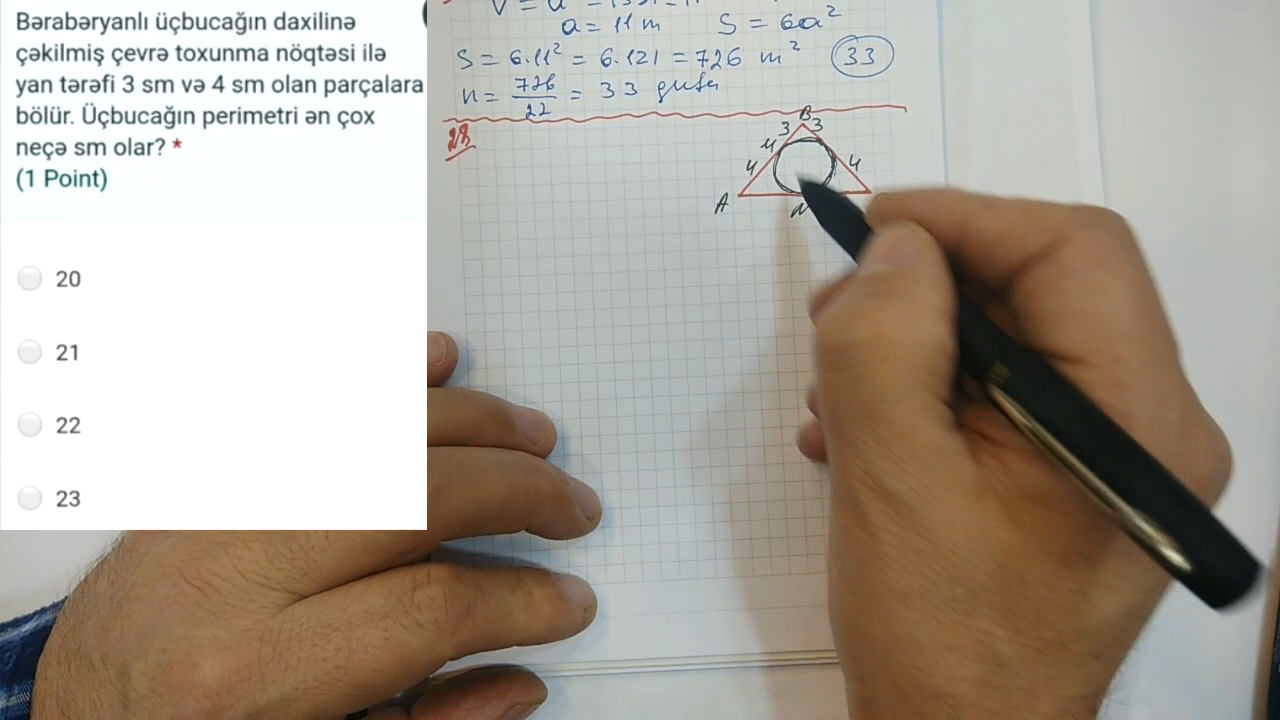 Bərabəryanlı üçbucağın daxilinə
çəkilmiş çevrə toxunma nöqtəsi ilə
yan tərəfi 3 sm və 4 sm olan parçalara
bölür. Üçbucağın perimetri ən çox
neçə sm olar? *
(1 Point)
20
21
22
23
a = 11 m S = 6a²
S = 6.11² = 6.121 = 726 m² 33
n = 726/22 = 33
28
B
3 3
M
4 4
A N